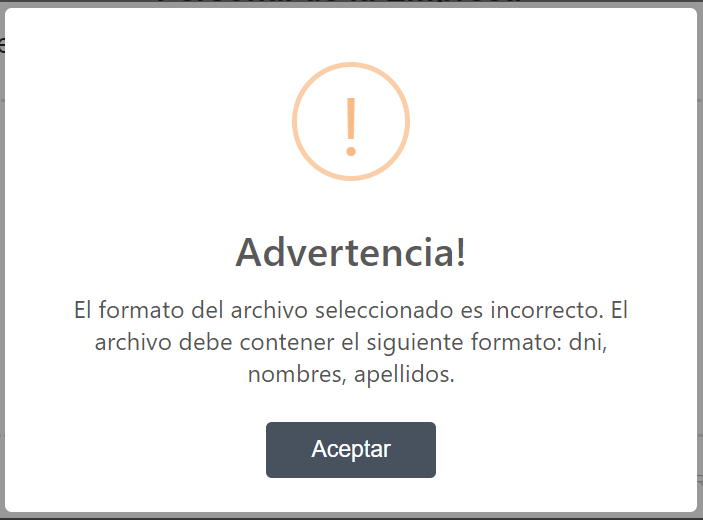 !
Advertencia!
El formato del archivo seleccionado es incorrecto. El
archivo debe contener el siguiente formato: dni,
nombres, apellidos.
Aceptar